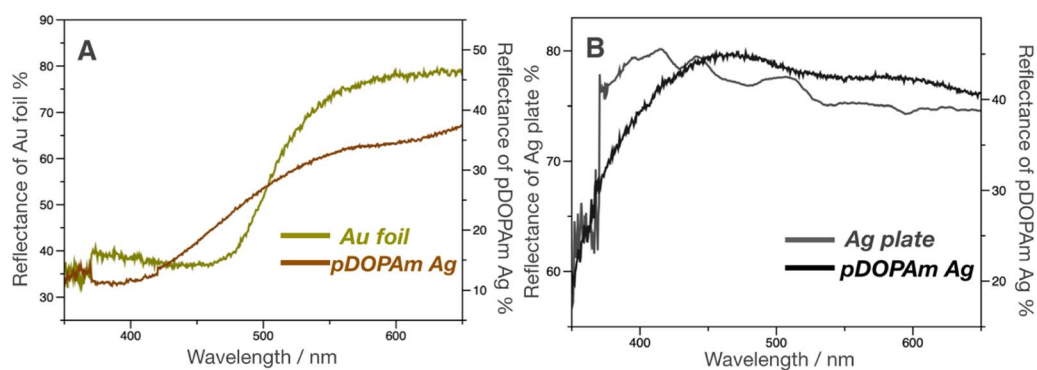 A
Reflectance of Au foil %
90
80
70
60
50
40
30
Reflectance of pDOPAm Ag %
50
40
30
20
10
Au foil
pDOPAm Ag
400
500
600
Wavelength / nm
B
Reflectance of Ag plate %
80
70
60
Reflectance of pDOPAm Ag %
40
30
20
Ag plate
pDOPAm Ag
400
500
600
Wavelength / nm